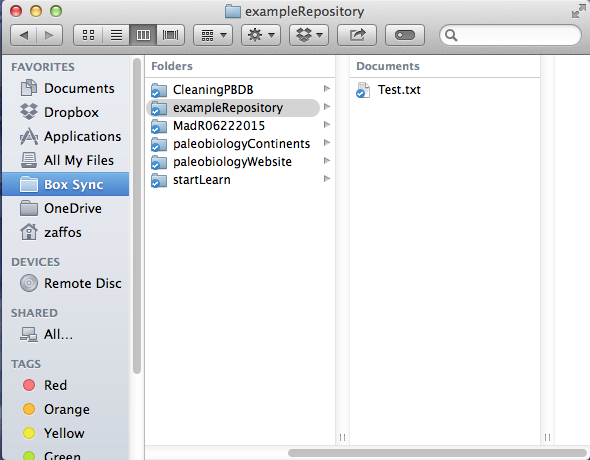 exampleRepository
FAVORITES
Documents
Dropbox
Applications
All My Files
Box Sync
OneDrive
zaffos
DEVICES
Remote Disc
SHARED
All...
TAGS
Red
Orange
Yellow
Green
Folders
CleaningPBDB
exampleRepository
MadR06222015
paleobiologyContinents
paleobiologyWebsite
startLearn
Documents
Test.txt